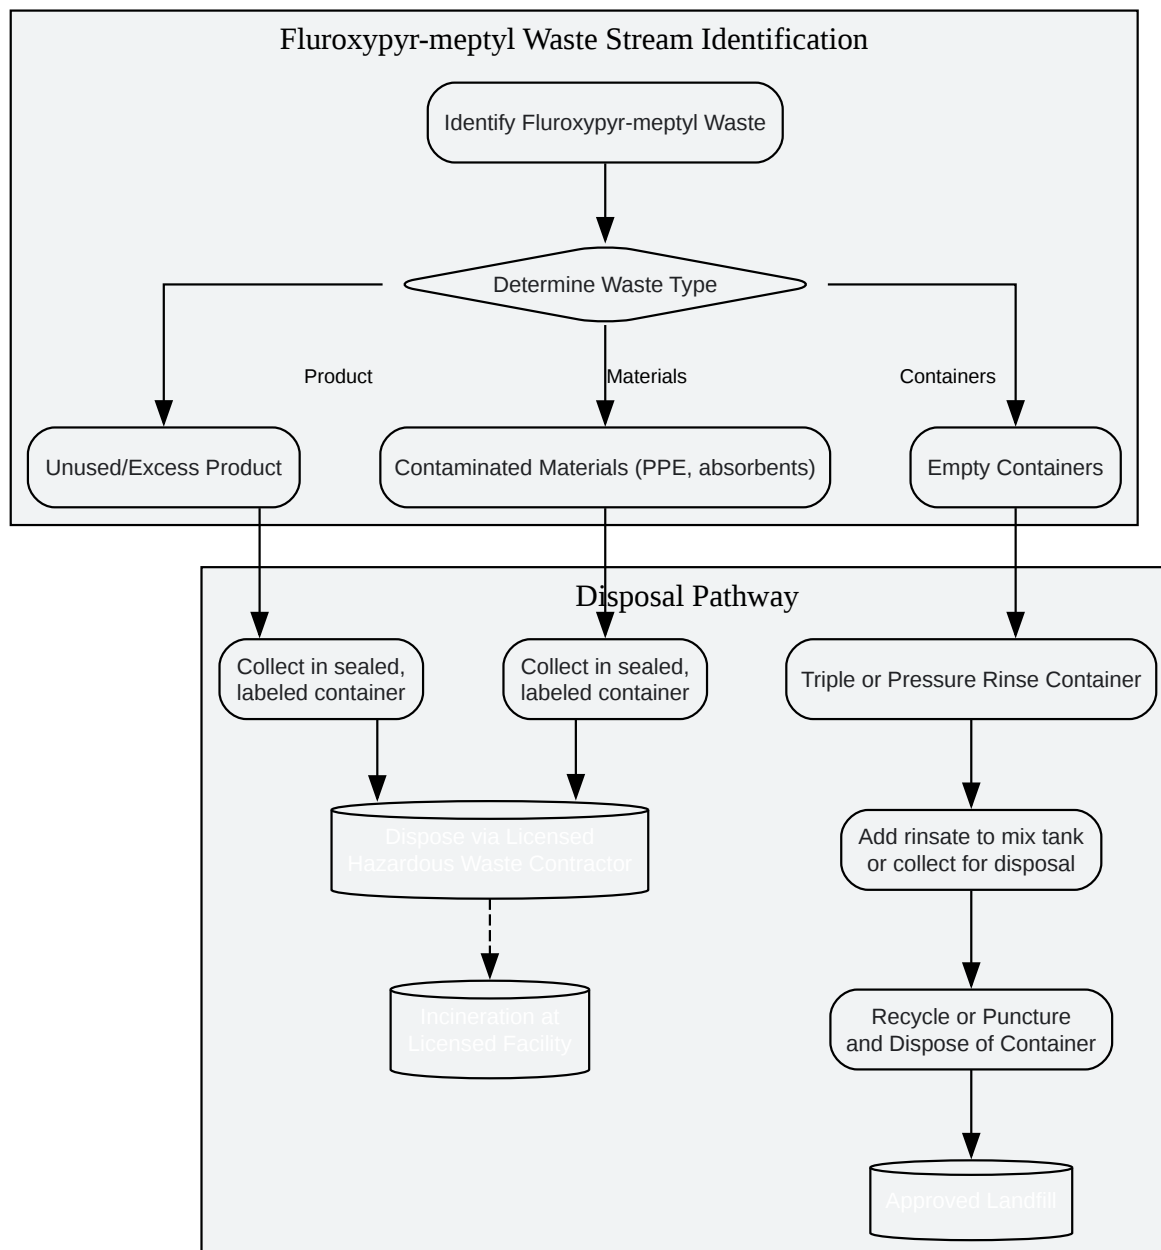 Fluroxypyr-meptyl Waste Stream Identification
Identify Fluroxypyr-meptyl Waste
Determine Waste Type
Product
Materials
Containers
Unused/Excess Product
Contaminated Materials (PPE, absorbents)
Empty Containers
Disposal Pathway
Collect in sealed,
labeled container
Collect in sealed,
labeled container
Triple or Pressure Rinse Container
Dispose via Licensed
Hazardous Waste Contractor
Add rinsate to mix tank
or collect for disposal
Incineration at
Licensed Facility
Recycle or Puncture
and Dispose of Container
Approved Landfill